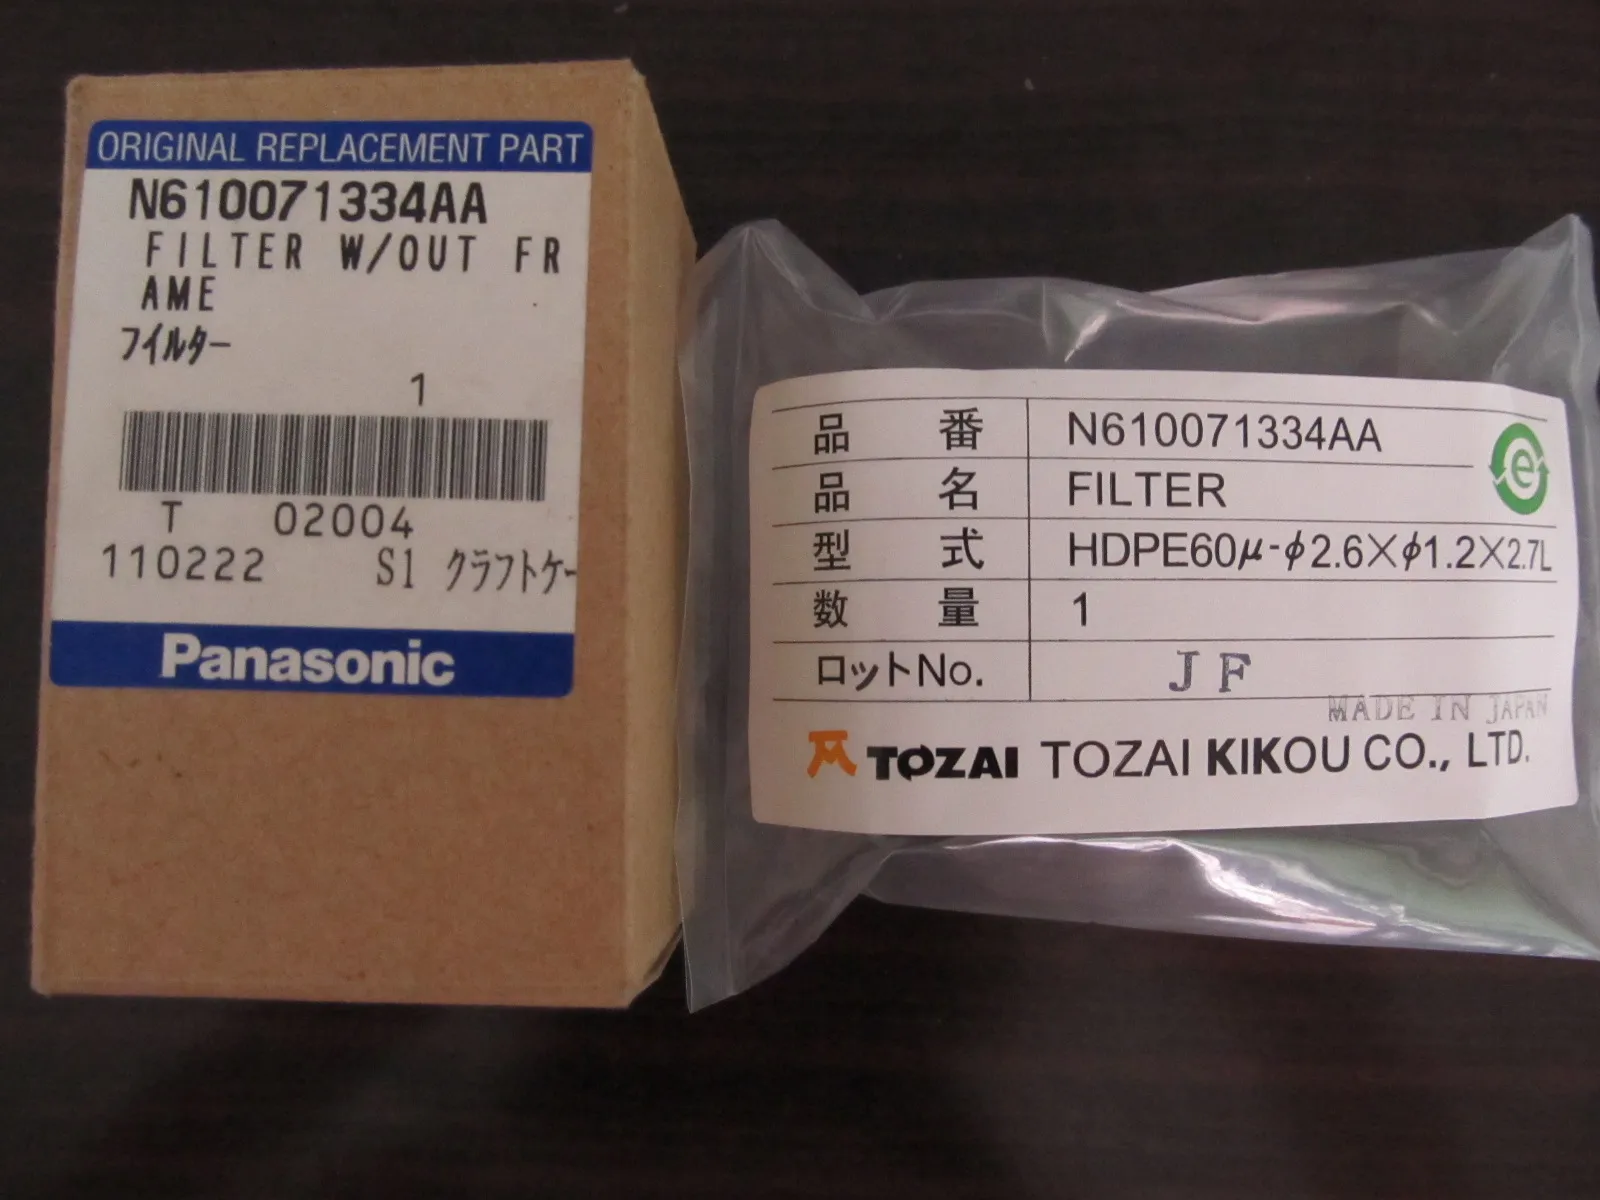 ORIGINAL REPLACEMENT PART
N610071334AA
FILTER W/OUT FR
AME
フイルター
1
T 02004
110222 S1 クラフトケー
Panasonic
品番 N610071334AA
品名 FILTER
型式 HDPE60μ-φ2.6×φ1.2×2.7L
数量 1
ロットNo. JF
MADE IN JAPAN
TOZAI TOZAI KIKOU CO., LTD.
e